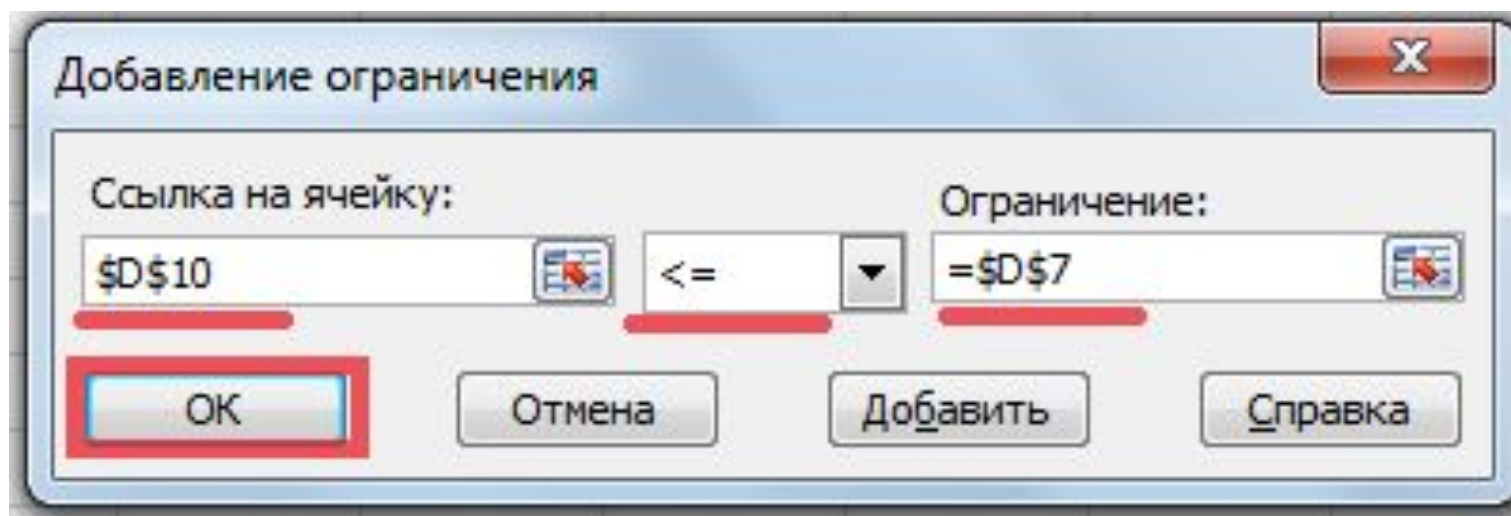 Добавление ограничения
Ссылка на ячейку: Ограничение:
$D$10 <= =$D$7
ОК Отмена Добавить Справка